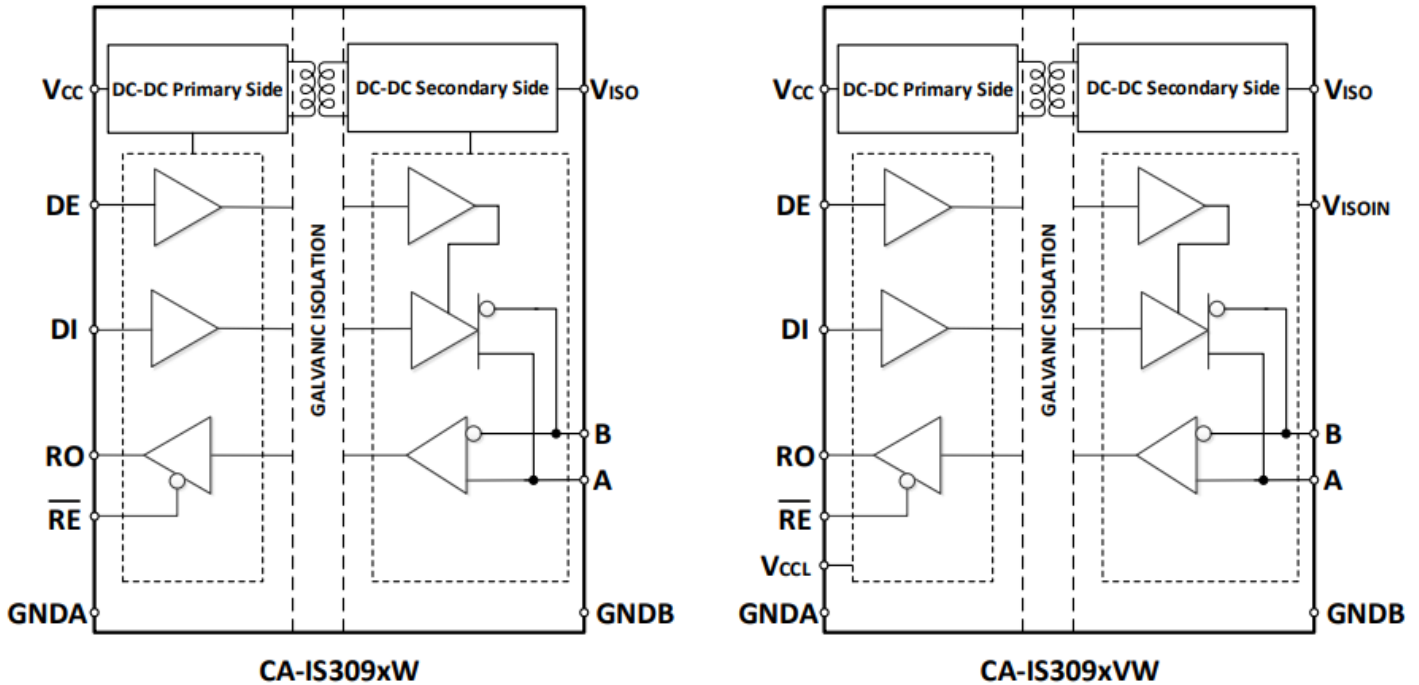 DC-DC Primary Side
DC-DC Secondary Side
VCC
VISO
DE
DI
GALVANIC ISOLATION
RO
B
A
RE
GNDA
GNDB
CA-IS309xW
DC-DC Primary Side
DC-DC Secondary Side
VCC
VISO
DE
VISOIN
DI
GALVANIC ISOLATION
RO
B
A
RE
VCCL
GNDA
GNDB
CA-IS309xVW